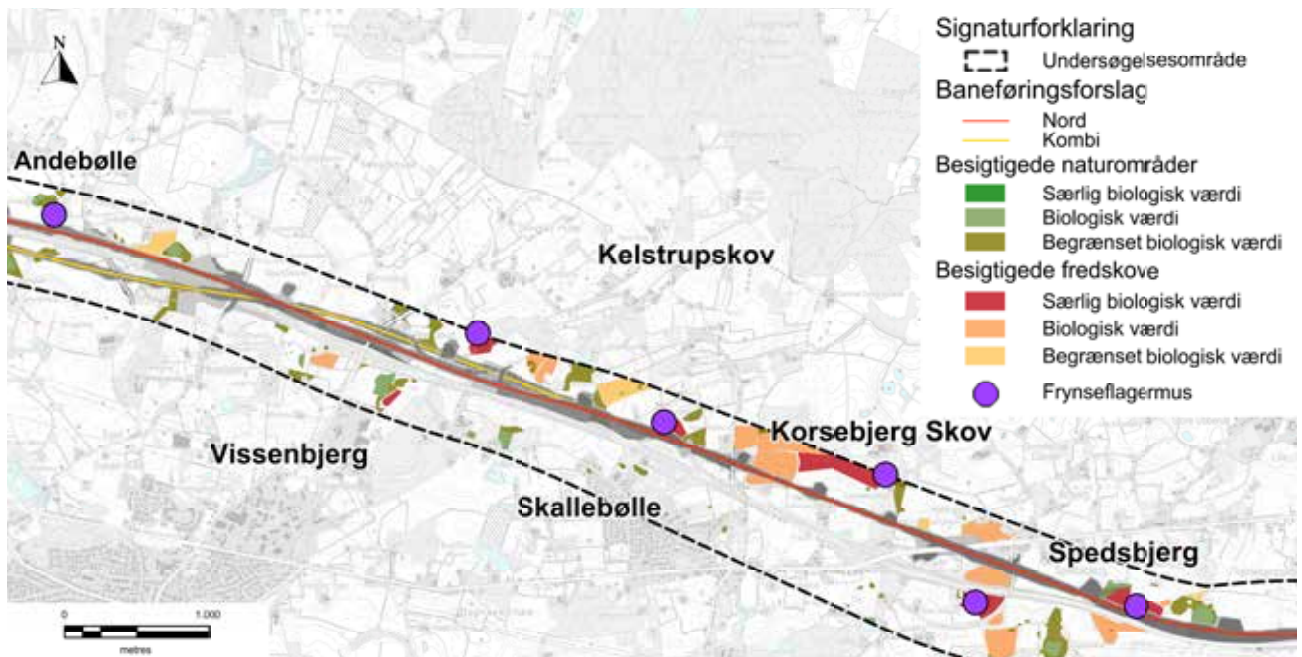 N
Andebølle
Kelstrupskov
Korsebjerg Skov
Vissenbjerg
Skallebølle
Spedsbjerg
0 1.000
metres
Signaturforklaring
Undersøgelsesområde
Baneføringsforslag
Nord
Kombi
Besigtigede naturområder
Særlig biologisk værdi
Biologisk værdi
Begrænset biologisk værdi
Besigtigede fredskove
Særlig biologisk værdi
Biologisk værdi
Begrænset biologisk værdi
Frynseflagermus